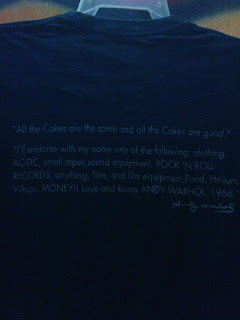 "All the Cokes are the same and all the Cokes are good."
"I'll endorse with my name any of the following: clothing,
AC-DC, small tapes, sound equipment, ROCK 'N ROLL
RECORDS, anything, film, and film equipment, Food, Helium,
Whips, MONEY!! Love and kisses ANDY WARHOL, 1966."
Andy Warhol